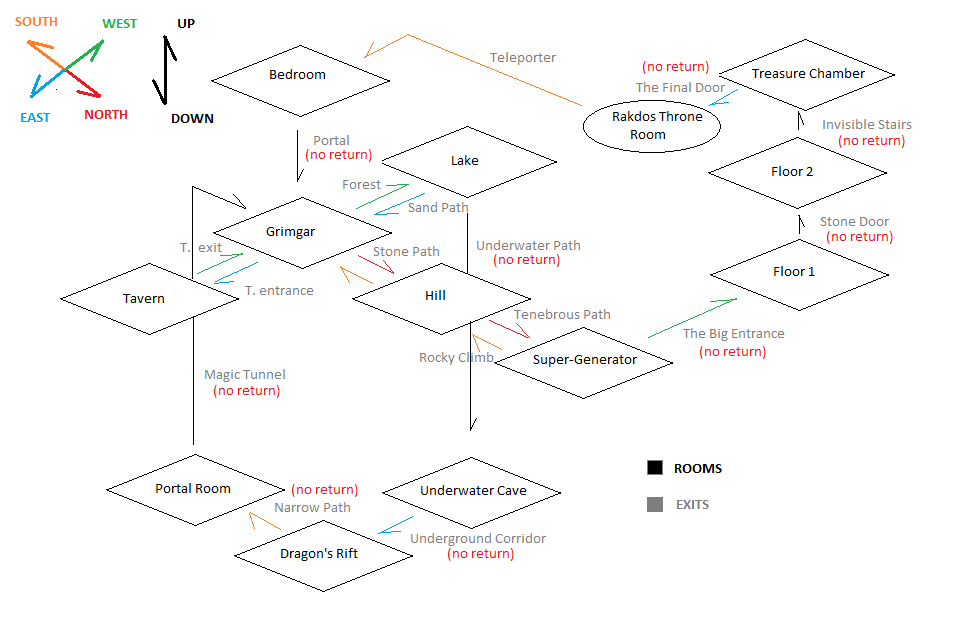 SOUTH
WEST
UP
EAST
NORTH
DOWN
Bedroom
Teleporter
(no return)
The Final Door
Treasure Chamber
Rakdos Throne
Room
Invisible Stairs
(no return)
Portal
(no return)
Lake
Forest
Sand Path
Floor 2
Grimgar
T. exit
Stone Path
Underwater Path
(no return)
Stone Door
(no return)
T. entrance
Tavern
Hill
Floor 1
Tenebrous Path
The Big Entrance
(no return)
Rocky Climb
Super-Generator
Magic Tunnel
(no return)
Portal Room
(no return)
Narrow Path
Underwater Cave
Underground Corridor
(no return)
Dragon's Rift
ROOMS
EXITS